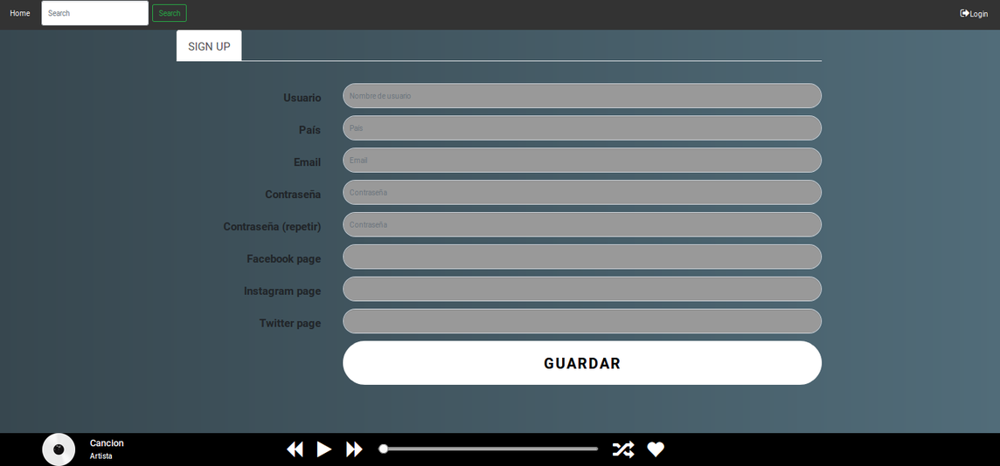 Home Search Search Login
SIGN UP
Usuario Nombre de usuario
País País
Email Email
Contraseña Contraseña
Contraseña (repetir) Contraseña
Facebook page
Instagram page
Twitter page
GUARDAR
Cancion
Artista